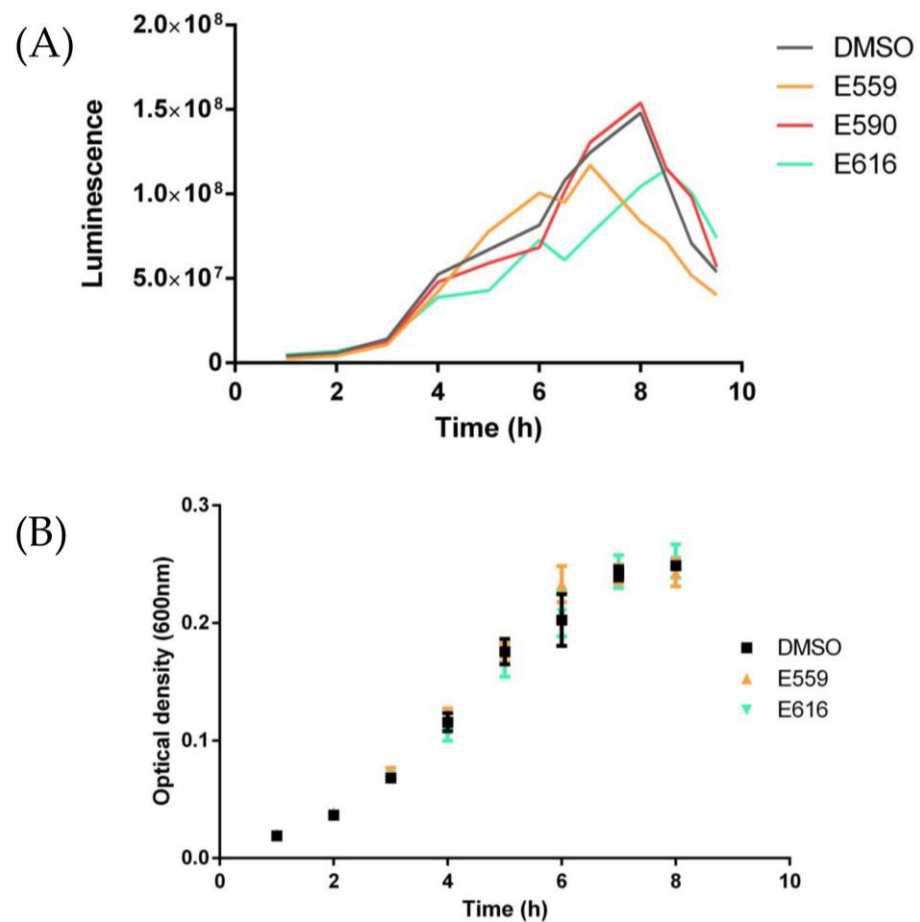 (A)
Luminescence
2.0×10⁸
1.5×10⁸
1.0×10⁸
5.0×10⁷
0
0 2 4 6 8 10
Time (h)
DMSO
E559
E590
E616
(B)
Optical density (600nm)
0.3
0.2
0.1
0.0
0 2 4 6 8 10
Time (h)
DMSO
E559
E616